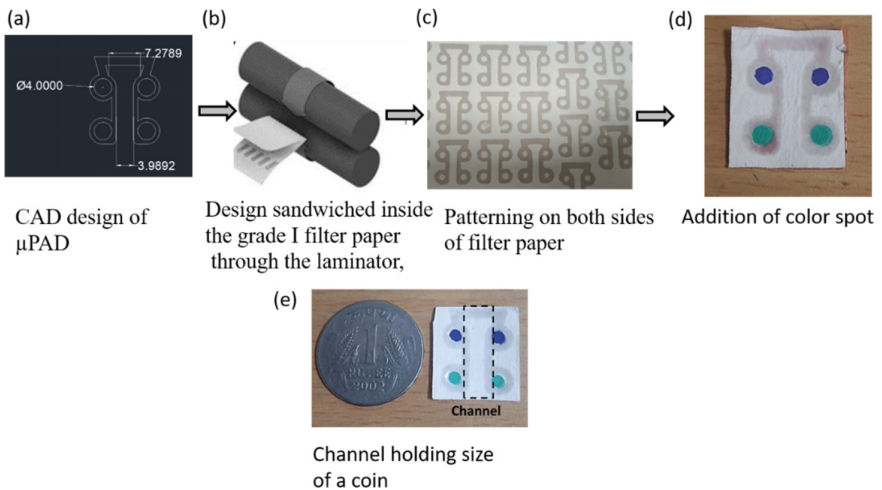 (a)
(b)
(c)
(d)
7.2789
Ø4.0000
3.9892
CAD design of
μPAD
Design sandwiched inside
the grade I filter paper
through the laminator,
Patterning on both sides
of filter paper
Addition of color spot
(e)
1
RUPEE
2002
Channel
Channel holding size
of a coin